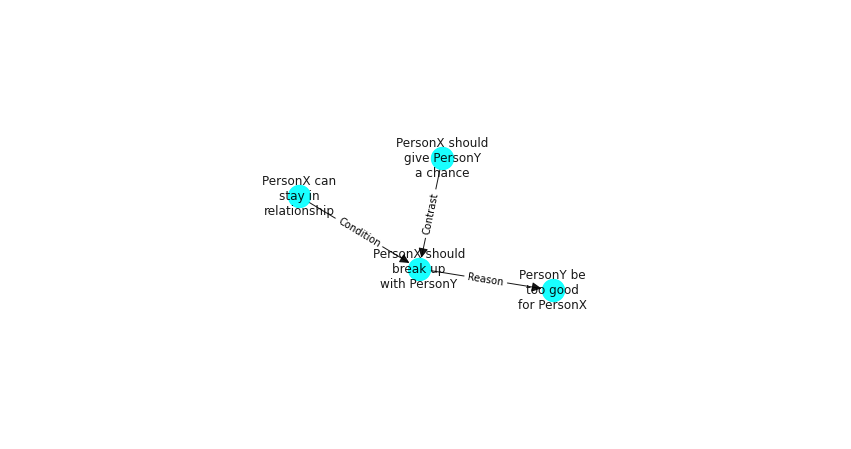 PersonX should
give PersonY
a chance
PersonX can
stay in
relationship
Contrast
Condition
PersonX should
break up
with PersonY
Reason
PersonY be
too good
for PersonX